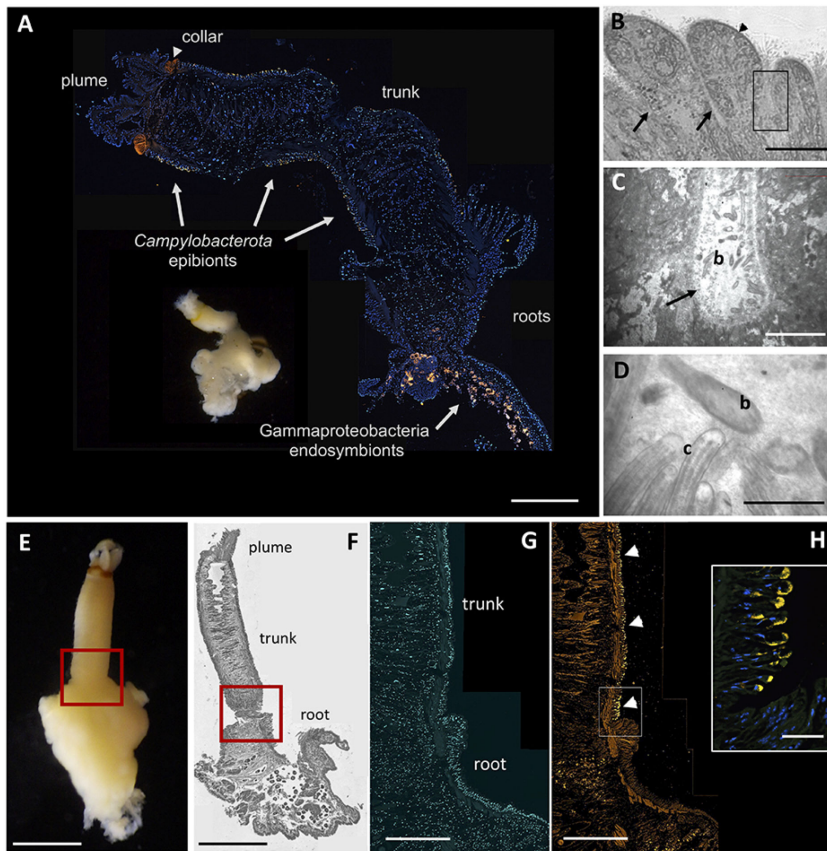 A
collar
plume
trunk
Campylobacterota
epibionts
roots
Gammaproteobacteria
endosymbionts
B
C
b
D
b
c
E
F
plume
trunk
root
G
trunk
root
H